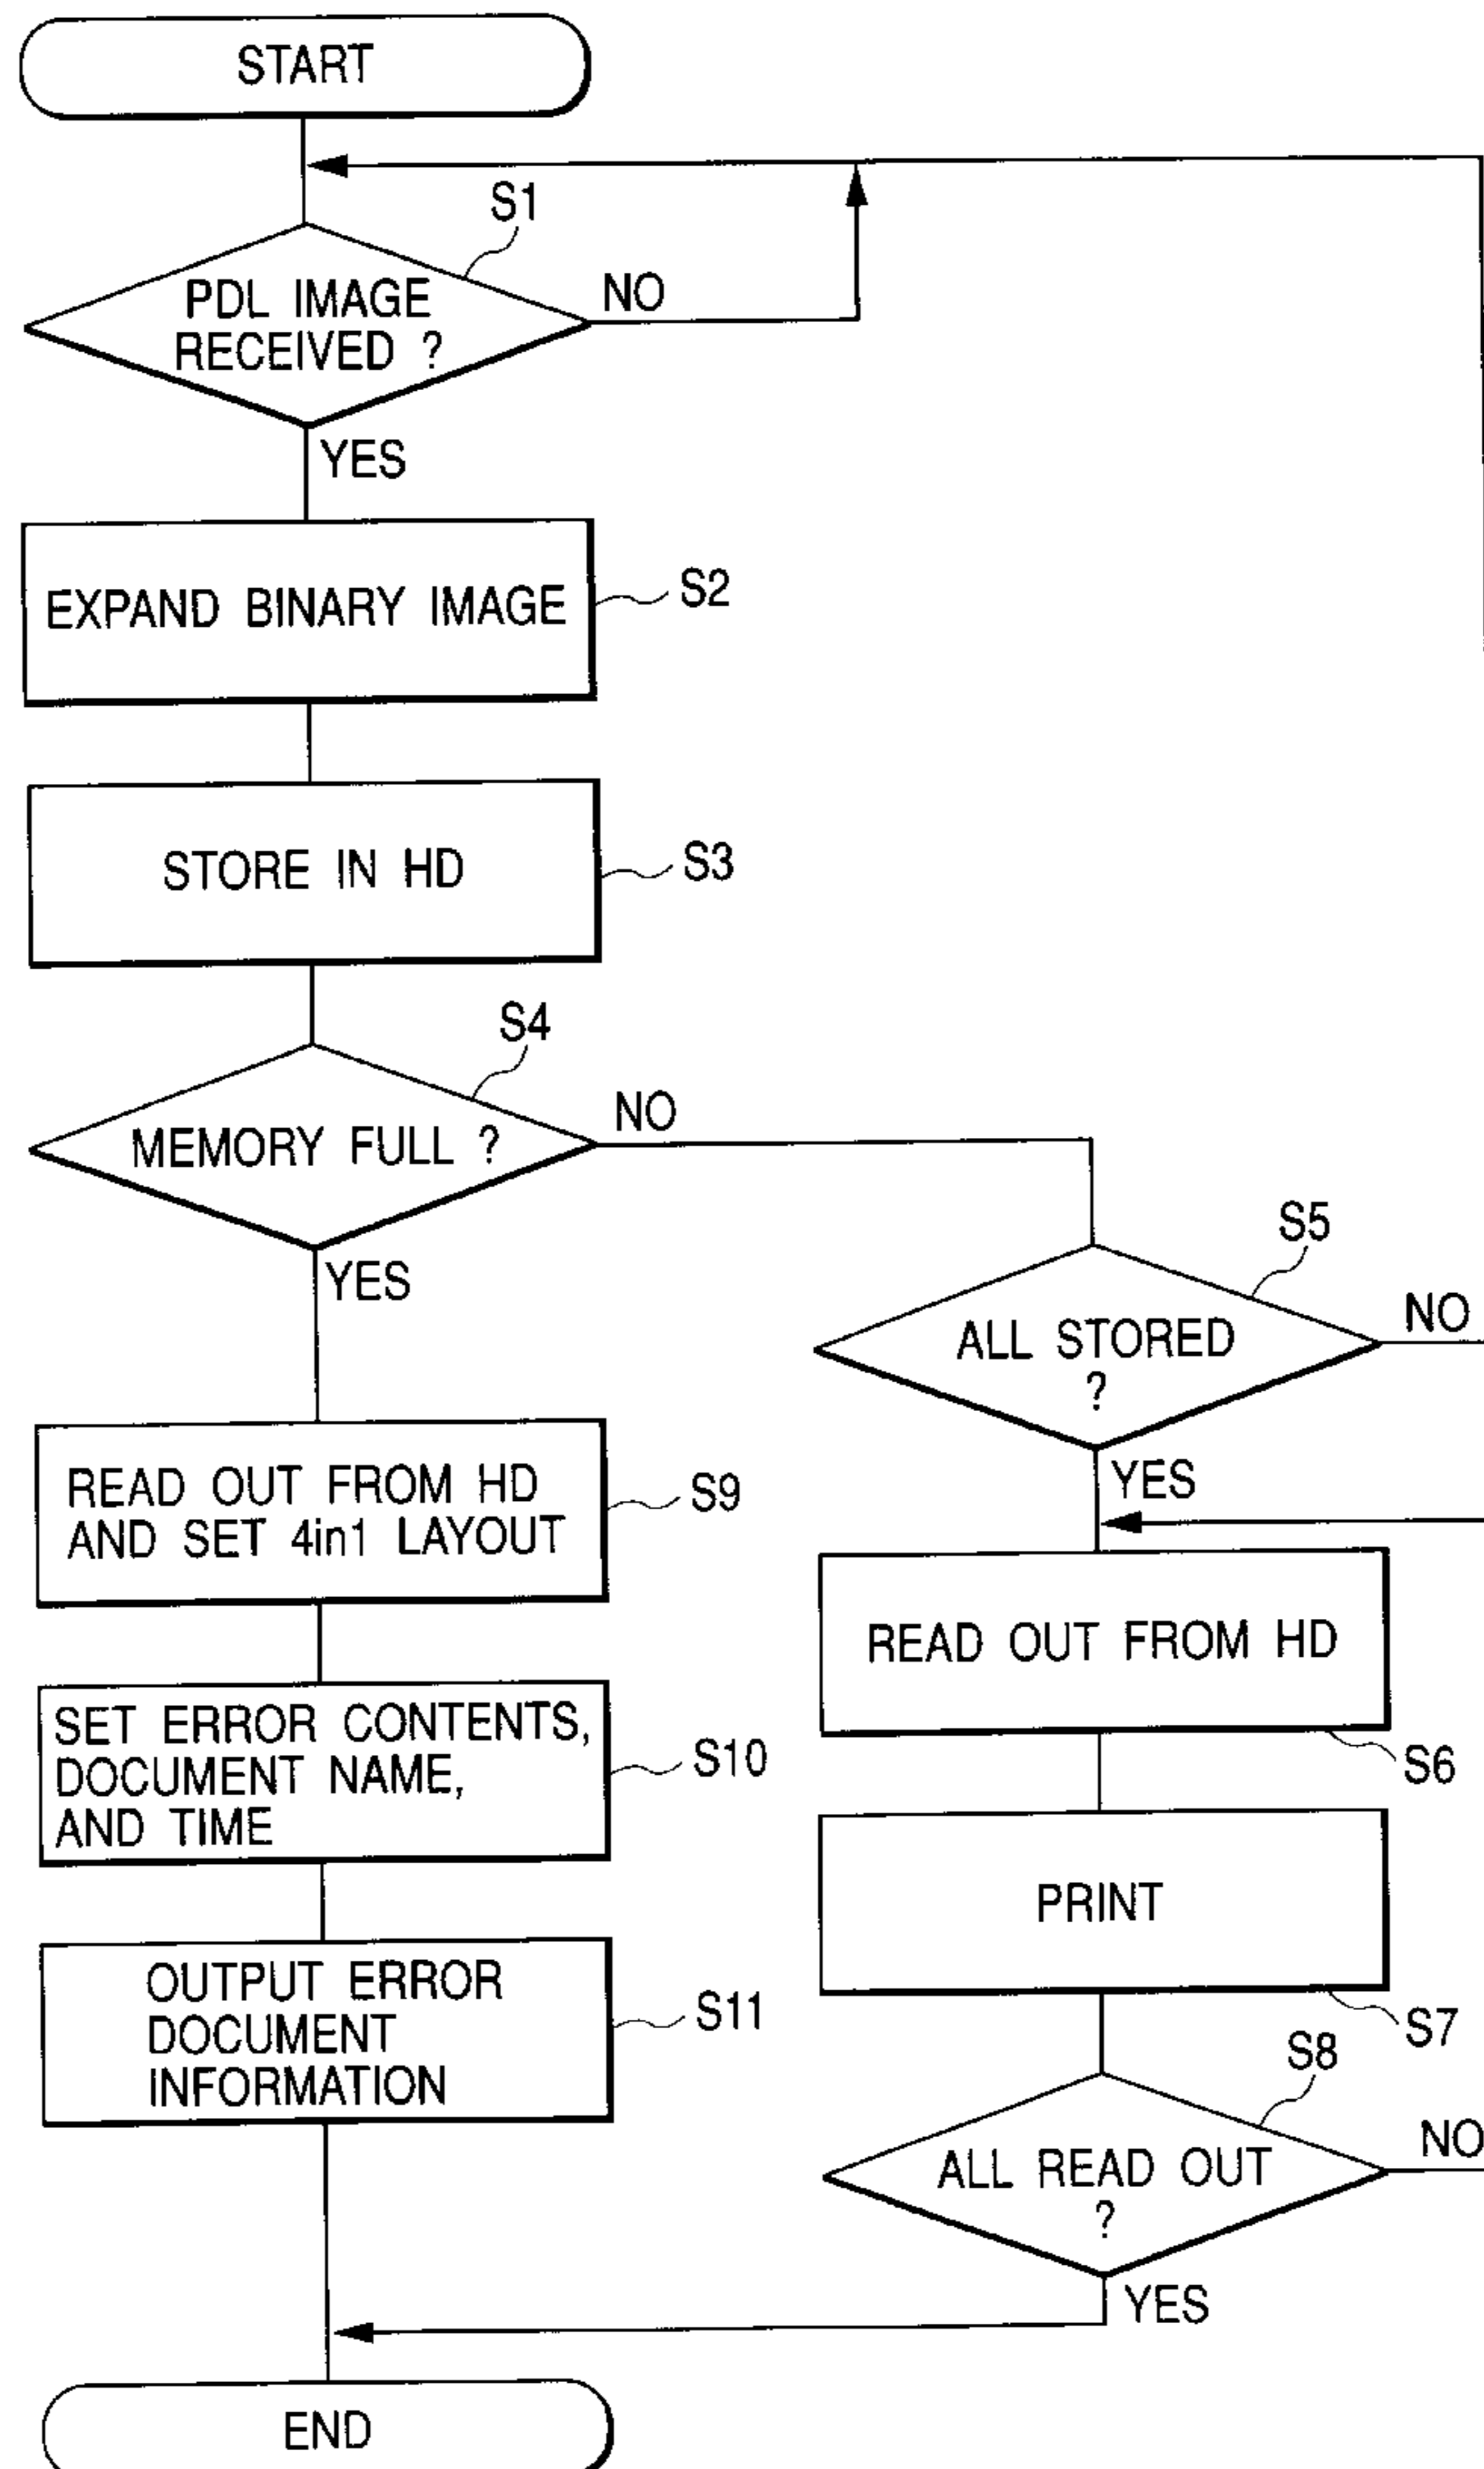 START
S1
PDL IMAGE
RECEIVED ?
NO
YES
EXPAND BINARY IMAGE
S2
STORE IN HD
S3
S4
MEMORY FULL ?
NO
YES
S5
ALL STORED
?
NO
YES
READ OUT FROM HD
AND SET 4in1 LAYOUT
S9
READ OUT FROM HD
S6
SET ERROR CONTENTS,
DOCUMENT NAME,
AND TIME
S10
PRINT
S7
OUTPUT ERROR
DOCUMENT
INFORMATION
S11
S8
ALL READ OUT
?
NO
YES
END